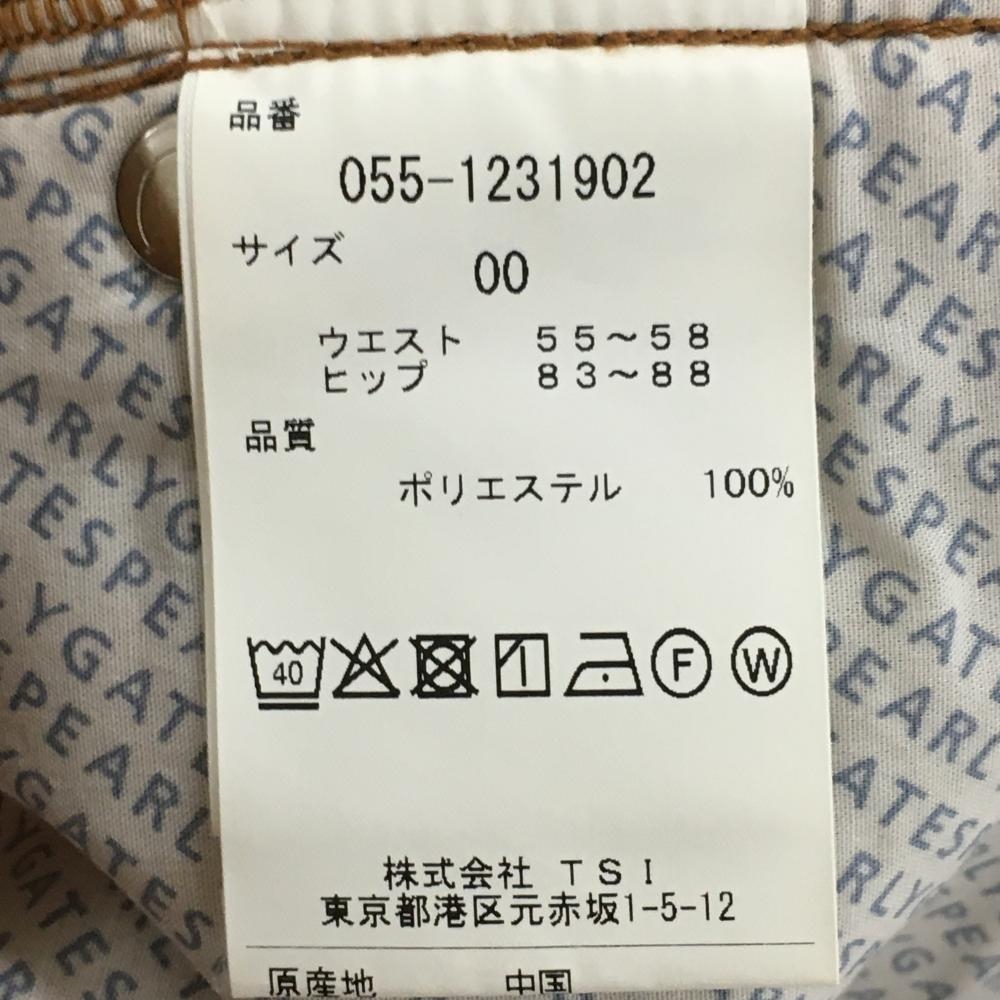 品番
055-1231902
サイズ 00
ウエスト 55～58
ヒップ 83～88
品質
ポリエステル 100%
40 F W
株式会社 TSI
東京都港区元赤坂1-5-12
原産地 中国
PEARLY GATES